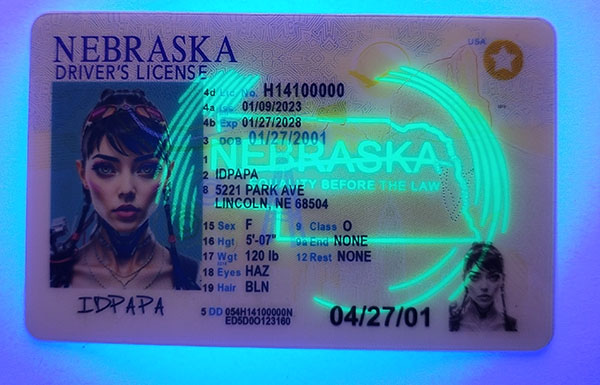 NEBRASKA
USA
DRIVER'S LICENSE
4d Lic. No. H14100000
4a Iss 01/09/2023
4b Exp 01/27/2028
3 DOB 01/27/2001
1
NEBRASKA
2 IDPAPA
EQUALITY BEFORE THE LAW
8 5221 PARK AVE
LINCOLN, NE 68504
15 Sex F 9 Class O
16 Hgt 5'-07" 9a End NONE
17 Wgt 120 lb 12 Rest NONE
18 Eyes HAZ
19 Hair BLN
IDPAPA
5 DD 054H14100000N
ED5D0O123160
04/27/01